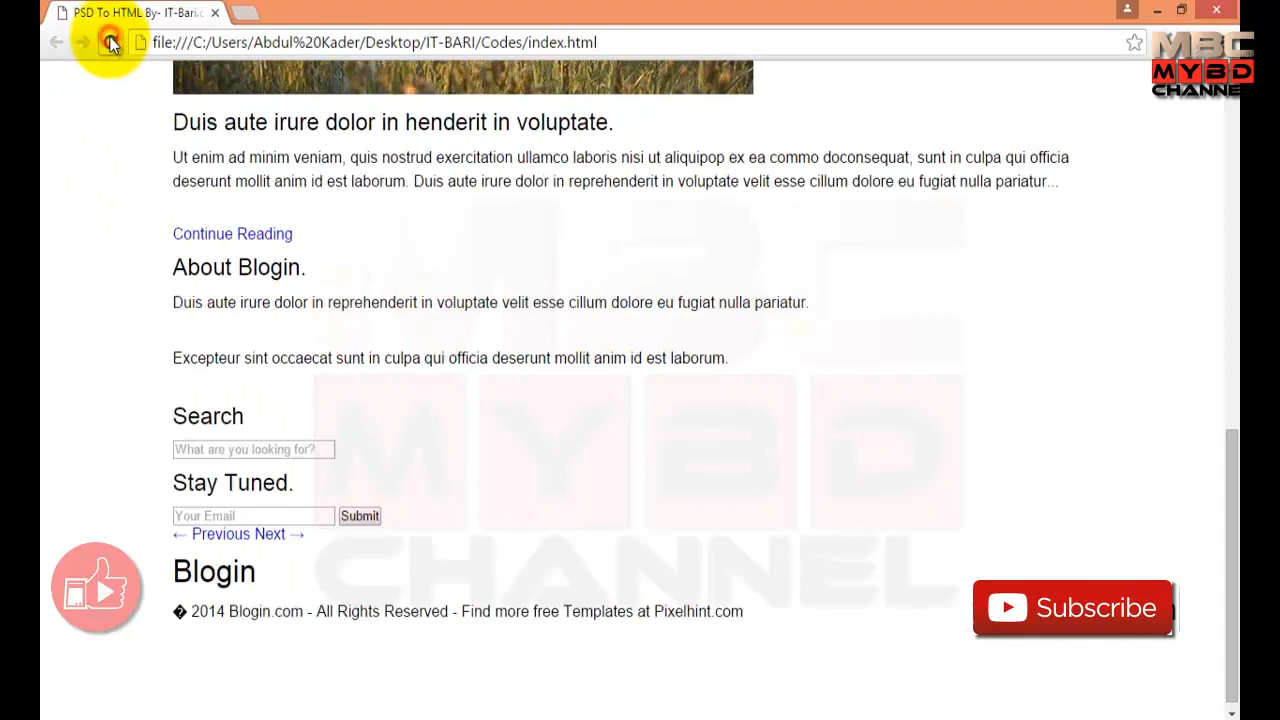 PSD To HTML By- IT-Bari.c
file:///C:/Users/Abdul%20Kader/Desktop/IT-BARI/Codes/index.html
MBC
MYBD
CHANNEL
Duis aute irure dolor in henderit in voluptate.
Ut enim ad minim veniam, quis nostrud exercitation ullamco laboris nisi ut aliquipop ex ea commo doconsequat, sunt in culpa qui officia
deserunt mollit anim id est laborum. Duis aute irure dolor in reprehenderit in voluptate velit esse cillum dolore eu fugiat nulla pariatur...
Continue Reading
About Blogin.
Duis aute irure dolor in reprehenderit in voluptate velit esse cillum dolore eu fugiat nulla pariatur.
Excepteur sint occaecat sunt in culpa qui officia deserunt mollit anim id est laborum.
Search
What are you looking for?
Stay Tuned.
Your Email Submit
← Previous Next →
Blogin
� 2014 Blogin.com - All Rights Reserved - Find more free Templates at Pixelhint.com
Subscribe
MBC
MYBD
CHANNEL